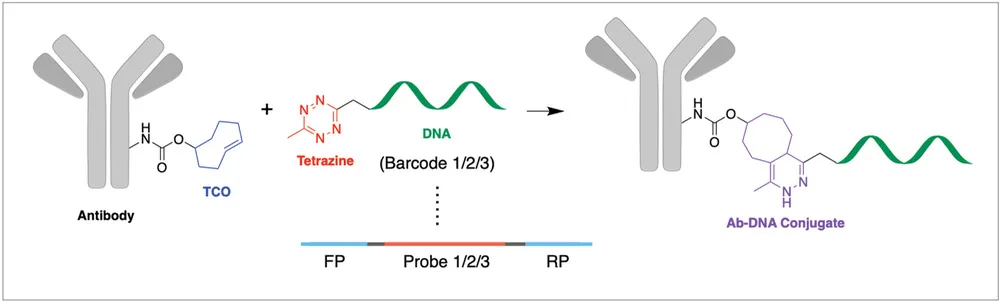 H
N
O
O
TCO
Antibody
+
N
N
N
N
Tetrazine
DNA
(Barcode 1/2/3)
FP
Probe 1/2/3
RP
H
N
O
O
N
N
H
Ab-DNA Conjugate